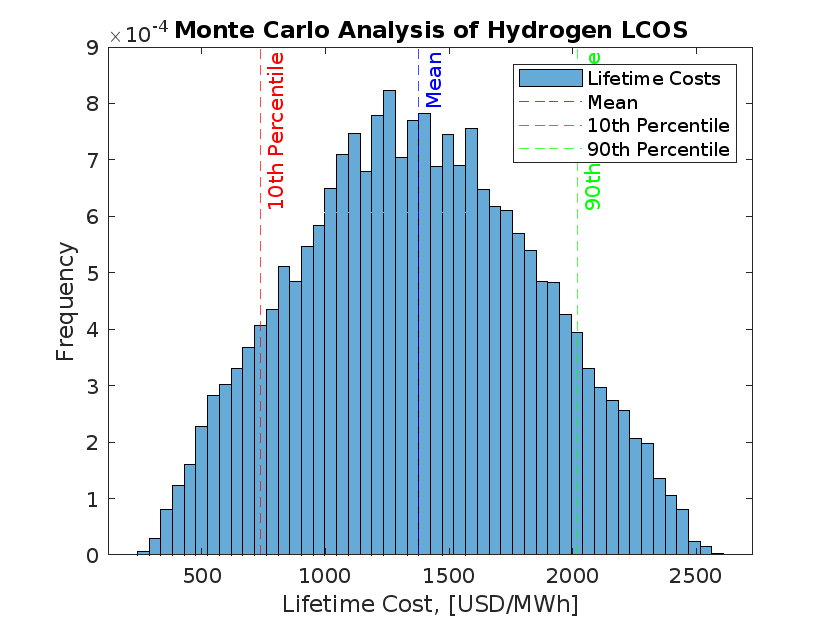 ×10-4 Monte Carlo Analysis of Hydrogen LCOS
9
8
7
6
5
4
3
2
1
0
Frequency
10th Percentile
Mean
90th e
Lifetime Costs
Mean
10th Percentile
90th Percentile
500
1000
1500
2000
2500
Lifetime Cost, [USD/MWh]